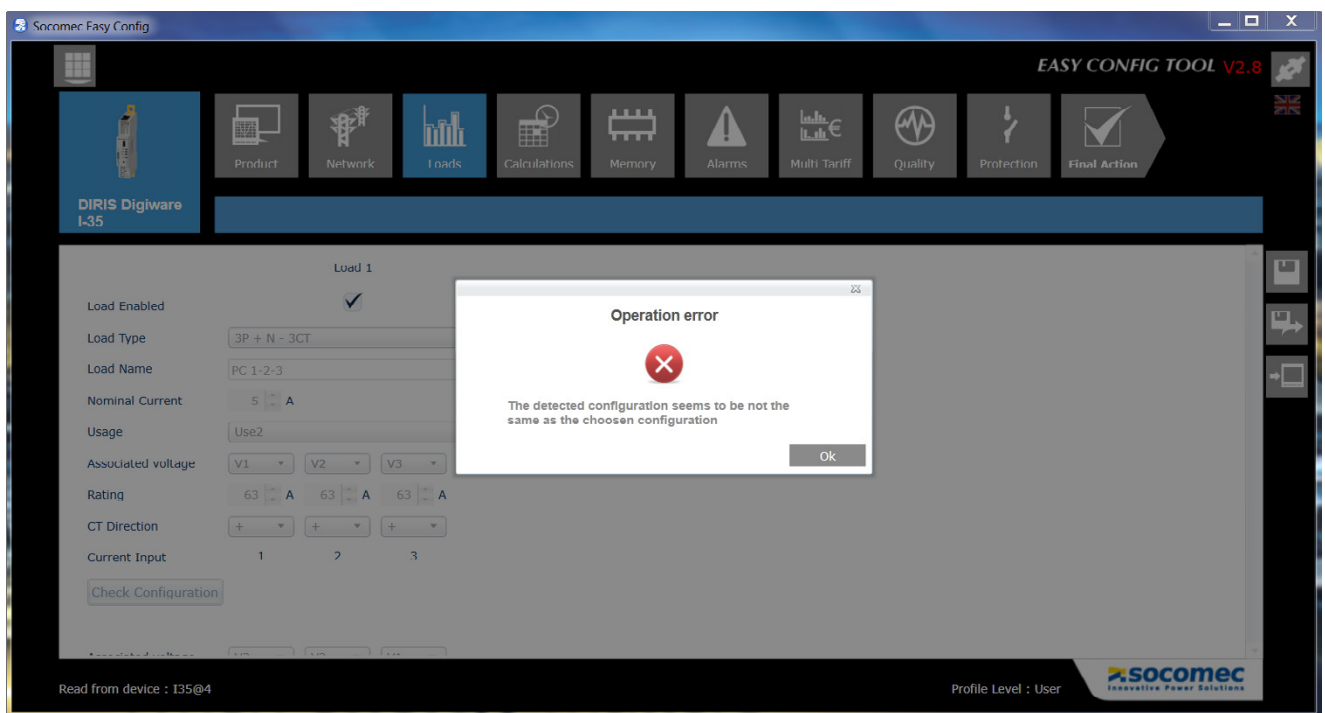 Socomec Easy Config
EASY CONFIG TOOL V2.8
Product Network Loads Calculations Memory Alarms Multi Tariff Quality Protection Final Action
DIRIS Digiware
I-35
Load 1
Load Enabled
Load Type 3P + N - 3CT
Load Name PC 1-2-3
Nominal Current 5 A
Usage Use2
Associated voltage V1 V2 V3
Rating 63 A 63 A 63 A
CT Direction + + +
Current Input 1 2 3
Check Configuration
Operation error
The detected configuration seems to be not the
same as the choosen configuration
Ok
Read from device : I35@4
Profile Level : User
socomec
Innovative Power Solutions